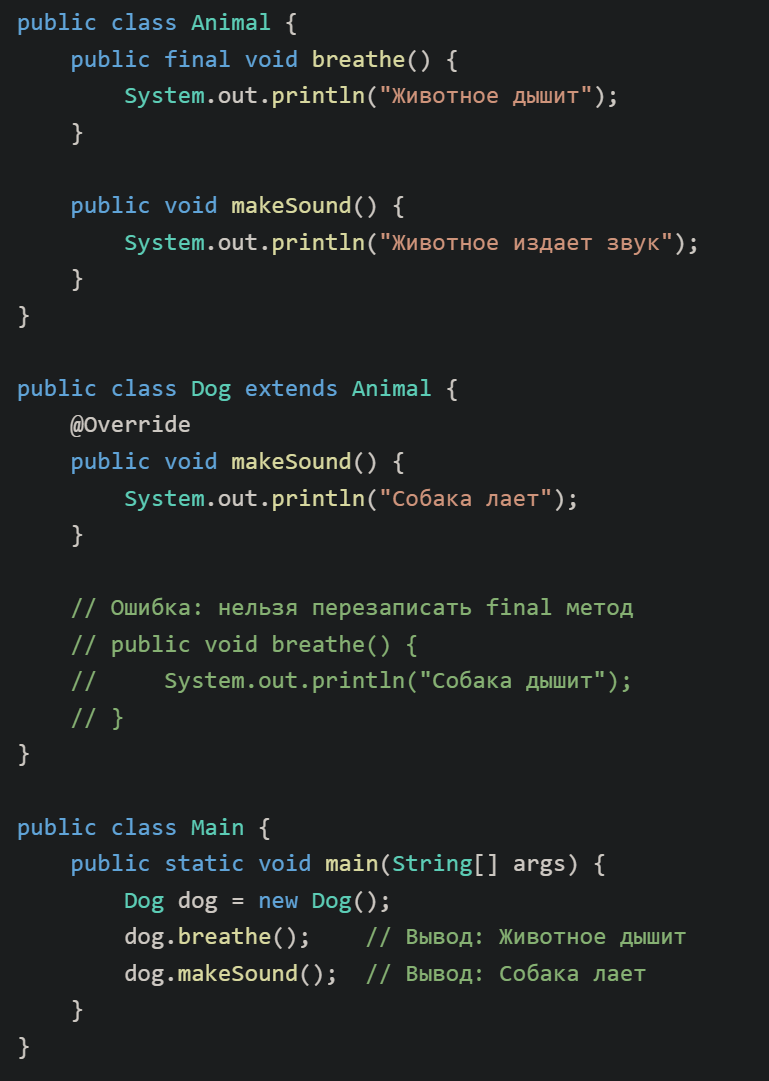 public class Animal {
    public final void breathe() {
        System.out.println("Животное дышит");
    }

    public void makeSound() {
        System.out.println("Животное издает звук");
    }
}

public class Dog extends Animal {
    @Override
    public void makeSound() {
        System.out.println("Собака лает");
    }

    // Ошибка: нельзя перезаписать final метод
    // public void breathe() {
    //     System.out.println("Собака дышит");
    // }
}

public class Main {
    public static void main(String[] args) {
        Dog dog = new Dog();
        dog.breathe();    // Вывод: Животное дышит
        dog.makeSound();  // Вывод: Собака лает
    }
}